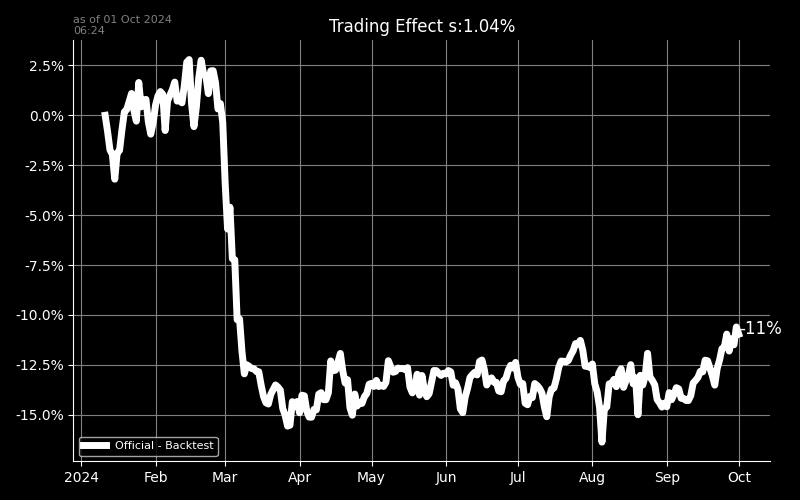 as of 01 Oct 2024
06:24
Trading Effect s:1.04%
2.5%
0.0%
-2.5%
-5.0%
-7.5%
-10.0%
-12.5%
-15.0%
-11%
Official - Backtest
2024 Feb Mar Apr May Jun Jul Aug Sep Oct